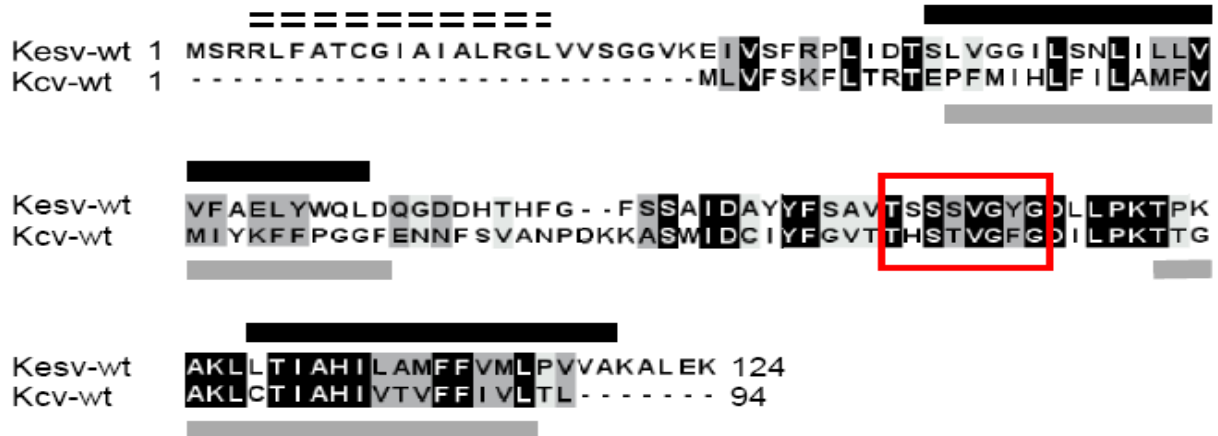 Kesv-wt 1 MSRRLFATCGIAIALRGLVVSGGVKEIVSFRPLIDTSLVGGILSNLILLV
Kcv-wt 1 -------------------------MLVFSKFLTRTEPFMIHLFILAMFV
Kesv-wt VFAELYWQLDQGDDHTHFG--FSSAIDAYYFSAVTSSSVGYGDLLPKTPK
Kcv-wt MIYKFFPGGFENNFSVANPDKKASWIDCIYFGVTTHSTVGFGDILPKTTG
Kesv-wt AKLLTIAHILAMFFVMLPVVAKALEK 124
Kcv-wt AKLCTIAHIVTVFFIVLTL------- 94